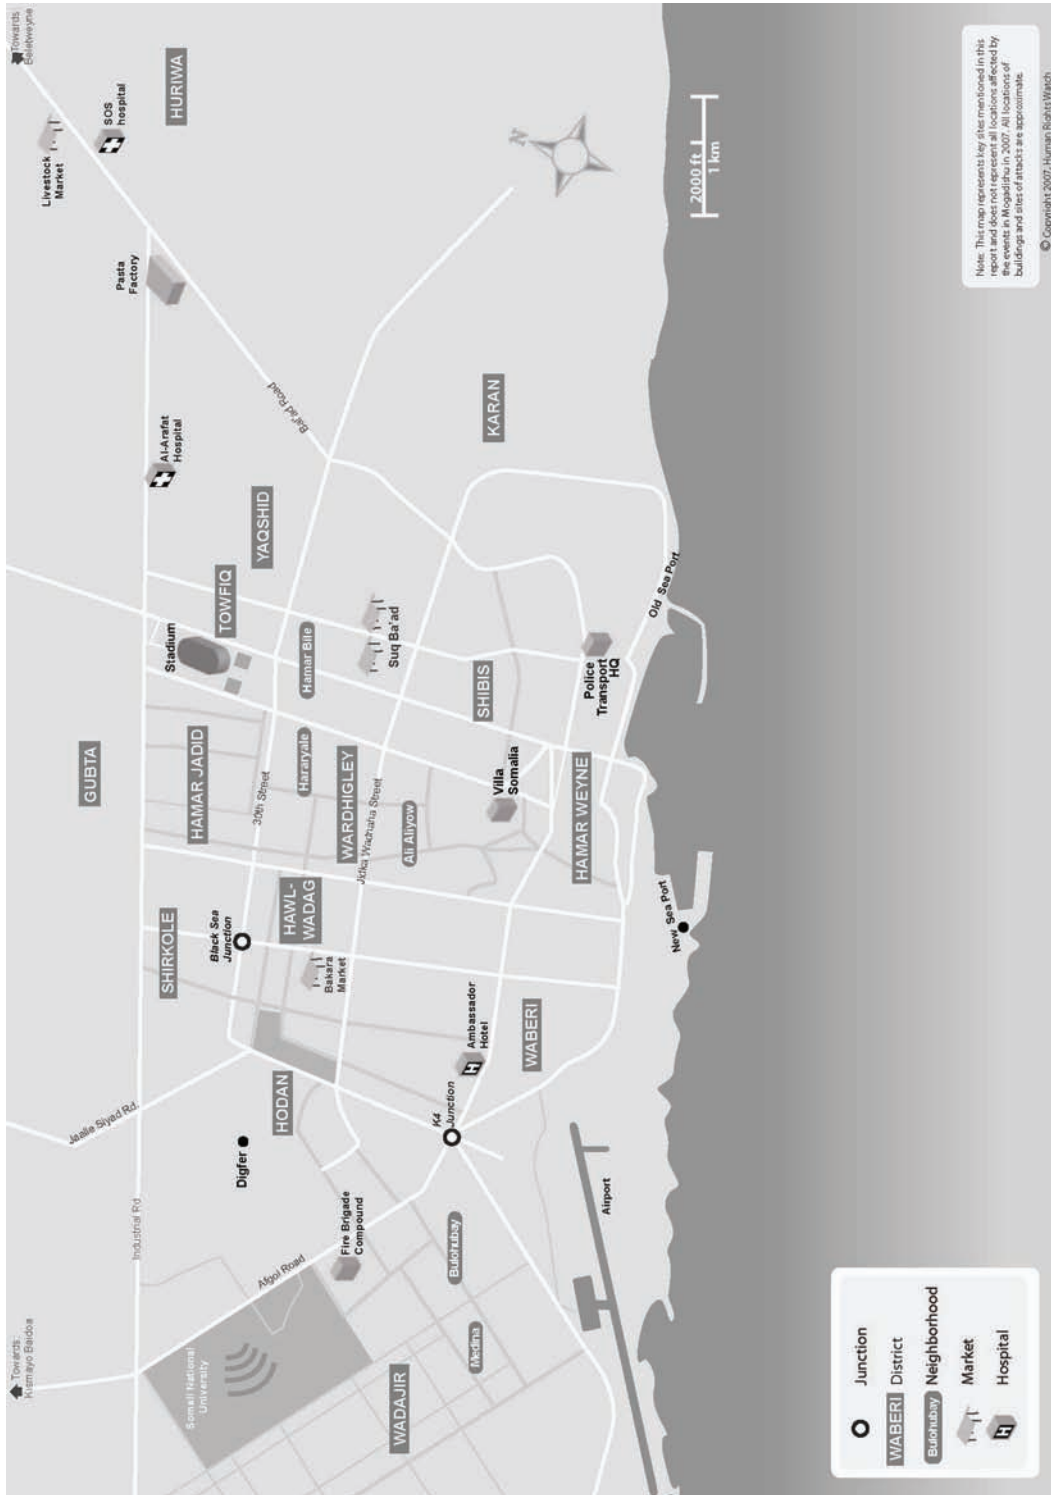 Towards
Beletweyne
Livestock
Market
SOS
hospital
HURIWA
Pasta
Factory
Al-Arafat
Hospital
Bal'ad Road
KARAN
YAQSHID
TOWFIQ
Stadium
Hamar Bile
Suq Ba'ad
SHIBIS
Police
Transport
HQ
Old Sea Port
GUBTA
HAMAR JADID
30th Street
Hararyale
WARDHIGLEY
Jidka Wadnaha Street
Ali Aliyow
Villa
Somalia
HAMAR WEYNE
SHIRKOLE
Black Sea
Junction
HAWL-
WADAG
Bakara
Market
New Sea Port
Ambassador
Hotel
WABERI
K4
Junction
HODAN
Jaalle Siyad Rd.
Digfer
Industrial Rd
Fire Brigade
Compound
Afgoi Road
Bulohubay
Medina
Airport
Towards:
Kismayo Baidoa
Somali National
University
WADAJIR
N
2000 ft
1 km
Note: This map represents key sites mentioned in this
report and does not represent all locations affected by
the events in Mogadishu in 2007. All locations of
buildings and sites of attacks are approximate.
© Copyright 2007, Human Rights Watch
Junction
WABERI District
Bulohubay Neighborhood
Market
H Hospital